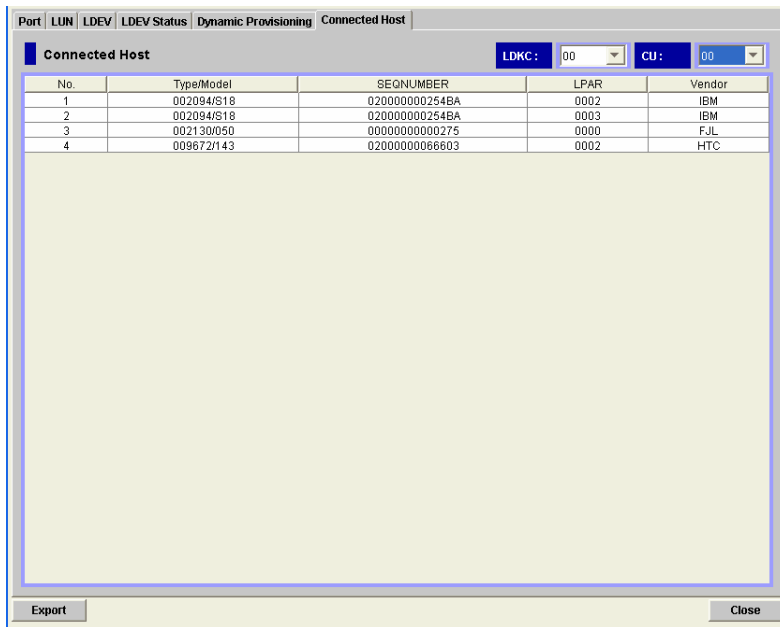 Port LUN LDEV LDEV Status Dynamic Provisioning Connected Host
Connected Host LDKC : 00 CU : 00
No. Type/Model SEQNUMBER LPAR Vendor
1 002094/S18 020000000254BA 0002 IBM
2 002094/S18 020000000254BA 0003 IBM
3 002130/050 00000000000275 0000 FJL
4 009672/143 02000000066603 0002 HTC
Export Close